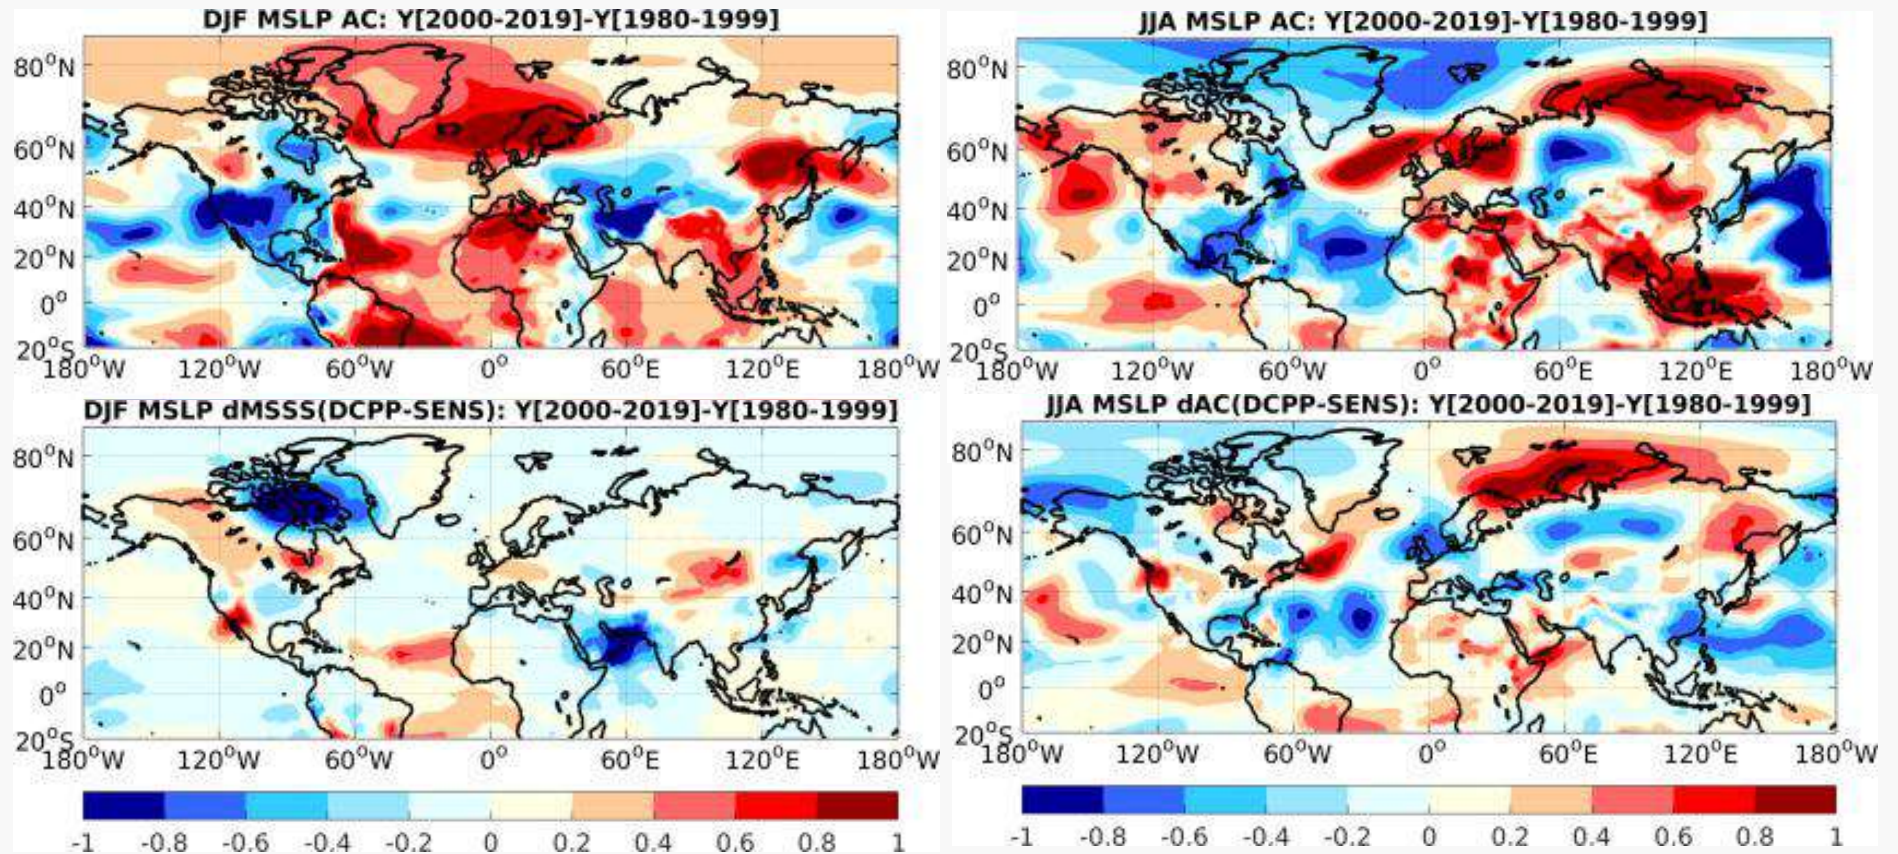 DJF MSLP AC: Y[2000-2019]-Y[1980-1999]
80°N
60°N
40°N
20°N
0°
20°S
180°W 120°W 60°W 0° 60°E 120°E 180°W
JJA MSLP AC: Y[2000-2019]-Y[1980-1999]
80°N
60°N
40°N
20°N
0°
20°S
180°W 120°W 60°W 0° 60°E 120°E 180°W
DJF MSLP dMSSS(DCPP-SENS): Y[2000-2019]-Y[1980-1999]
80°N
60°N
40°N
20°N
0°
20°S
180°W 120°W 60°W 0° 60°E 120°E 180°W
-1 -0.8 -0.6 -0.4 -0.2 0 0.2 0.4 0.6 0.8 1
JJA MSLP dAC(DCPP-SENS): Y[2000-2019]-Y[1980-1999]
80°N
60°N
40°N
20°N
0°
20°S
180°W 120°W 60°W 0° 60°E 120°E 180°W
-1 -0.8 -0.6 -0.4 -0.2 0 0.2 0.4 0.6 0.8 1